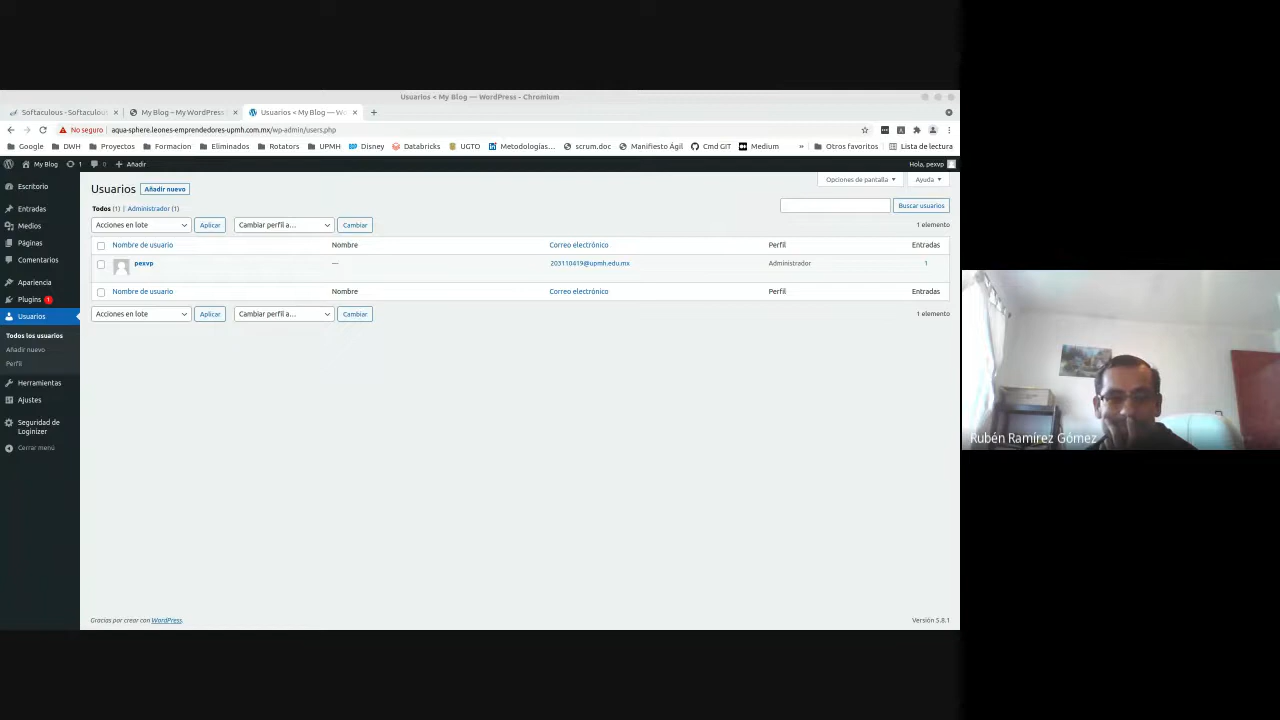 Usuarios < My Blog — WordPress - Chromium
Softaculous - Softaculou
My Blog – My WordPress
Usuarios < My Blog — Wo
No seguro
aqua-sphere.leones-emprendedores-upmh.com.mx/wp-admin/users.php
Google DWH Proyectos Formacion Eliminados Rotators UPMH Disney Databricks UGTO Metodologías... scrum.doc Manifiesto Ágil Cmd GIT Medium » Otros favoritos Lista de lectura
My Blog 1 0 Añadir Hola, pexvp
Escritorio
Entradas
Medios
Páginas
Comentarios
Apariencia
Plugins 1
Usuarios
Todos los usuarios
Añadir nuevo
Perfil
Herramientas
Ajustes
Seguridad de
Loginizer
Cerrar menú
Opciones de pantalla Ayuda
Usuarios Añadir nuevo
Todos (1) | Administrador (1)
Buscar usuarios
Acciones en lote Aplicar Cambiar perfil a... Cambiar 1 elemento
Nombre de usuario Nombre Correo electrónico Perfil Entradas
pexvp — 203110419@upmh.edu.mx Administrador 1
Nombre de usuario Nombre Correo electrónico Perfil Entradas
Acciones en lote Aplicar Cambiar perfil a... Cambiar 1 elemento
Gracias por crear con WordPress. Versión 5.8.1
Rubén Ramírez Gómez